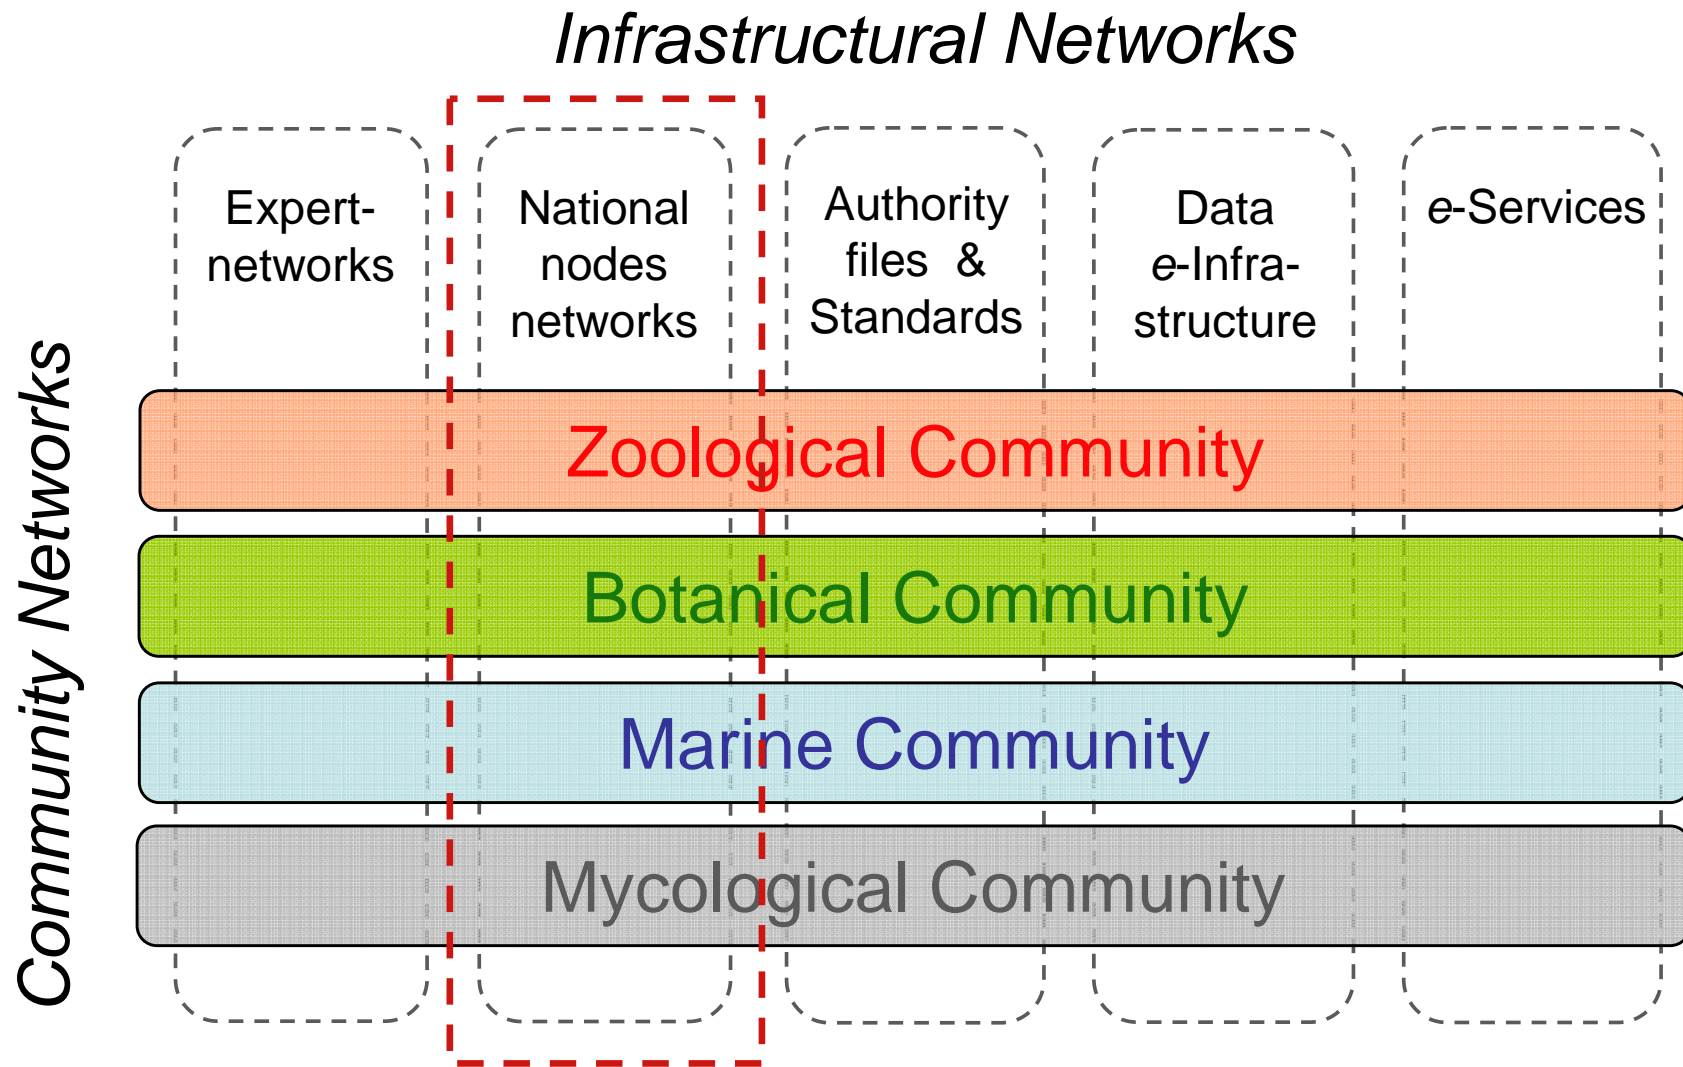 Infrastructural Networks
Expert-
networks
National
nodes
networks
Authority
files &
Standards
Data
e-Infra-
structure
e-Services
Community Networks
Zoological Community
Botanical Community
Marine Community
Mycological Community